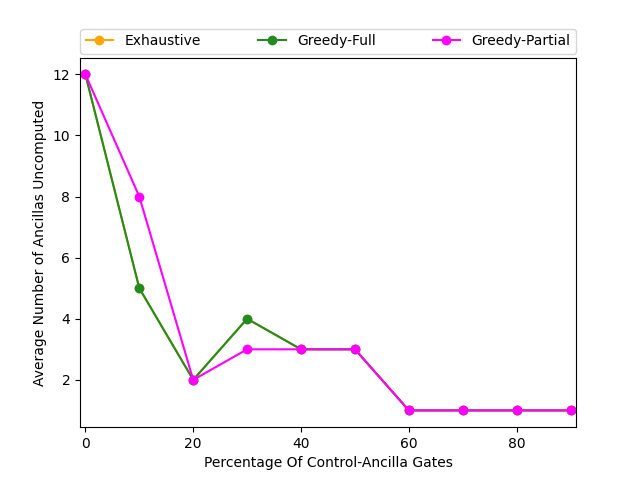 Exhaustive Greedy-Full Greedy-Partial
Average Number of Ancillas Uncomputed
12
10
8
6
4
2
0 20 40 60 80
Percentage Of Control-Ancilla Gates